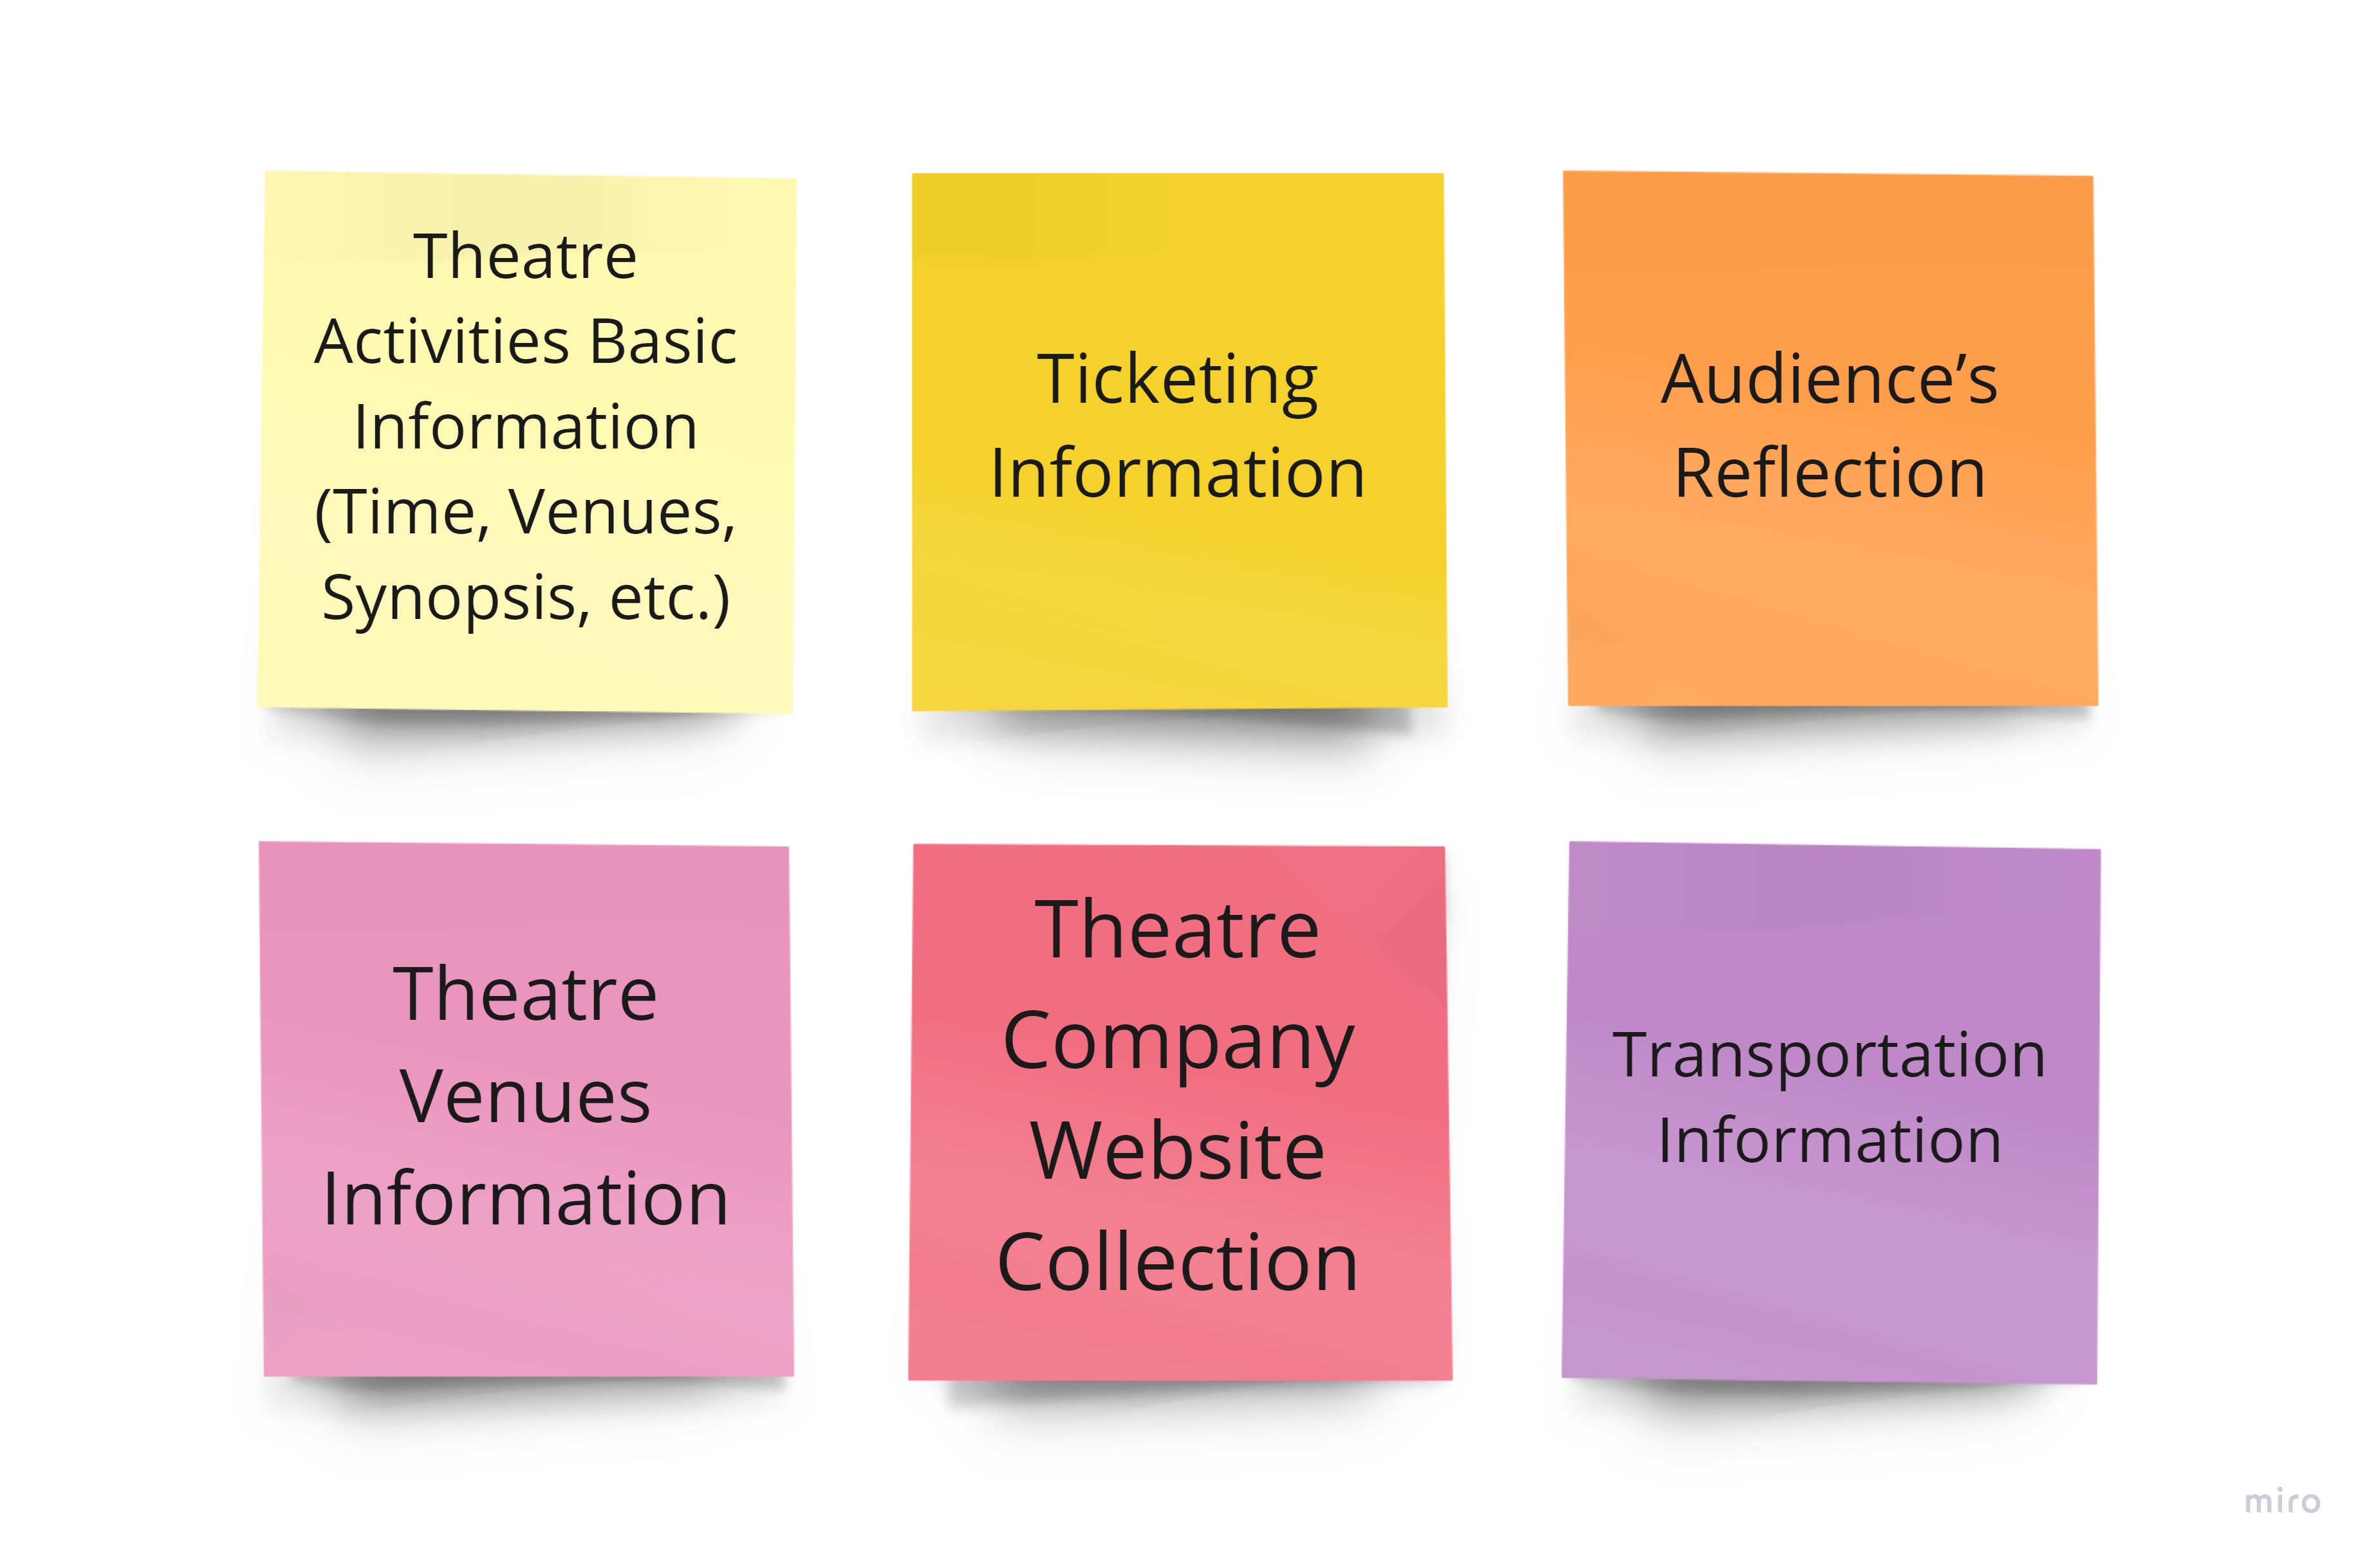 Theatre
Activities Basic
Information
(Time, Venues,
Synopsis, etc.)
Ticketing
Information
Audience’s
Reflection
Theatre
Venues
Information
Theatre
Company
Website
Collection
Transportation
Information
miro